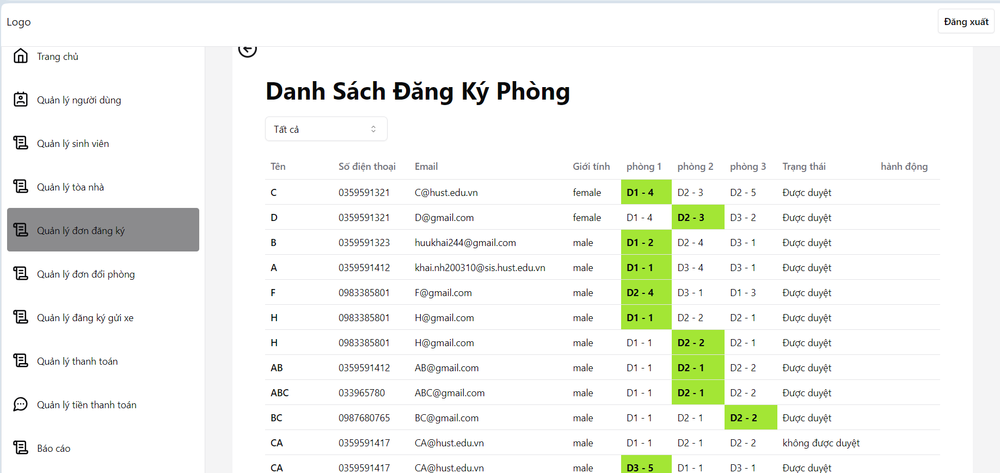 Logo
Đăng xuất
Trang chủ
Quản lý người dùng
Quản lý sinh viên
Quản lý tòa nhà
Quản lý đơn đăng ký
Quản lý đơn đổi phòng
Quản lý đăng ký gửi xe
Quản lý thanh toán
Quản lý tiền thanh toán
Báo cáo
Danh Sách Đăng Ký Phòng
Tất cả
Tên Số điện thoại Email Giới tính phòng 1 phòng 2 phòng 3 Trạng thái hành động
C 0359591321 C@hust.edu.vn female D1 - 4 D2 - 3 D2 - 5 Được duyệt
D 0359591321 D@gmail.com female D1 - 4 D2 - 3 D3 - 2 Được duyệt
B 0359591323 huukhai244@gmail.com male D1 - 2 D2 - 4 D3 - 1 Được duyệt
A 0359591412 khai.nh200310@sis.hust.edu.vn male D1 - 1 D3 - 4 D3 - 1 Được duyệt
F 0983385801 F@gmail.com male D2 - 4 D3 - 1 D1 - 3 Được duyệt
H 0983385801 H@gmail.com male D1 - 1 D2 - 2 D2 - 1 Được duyệt
H 0983385801 H@gmail.com male D1 - 1 D2 - 2 D2 - 1 Được duyệt
AB 0359591412 AB@gmail.com male D1 - 1 D2 - 1 D2 - 2 Được duyệt
ABC 033965780 ABC@gmail.com male D1 - 1 D2 - 1 D2 - 2 Được duyệt
BC 0987680765 BC@gmail.com male D1 - 1 D2 - 1 D2 - 2 Được duyệt
CA 0359591417 CA@hust.edu.vn male D1 - 1 D2 - 1 D2 - 2 không được duyệt
CA 0359591417 CA@hust.edu.vn male D3 - 5 D1 - 1 D3 - 1 Được duyệt